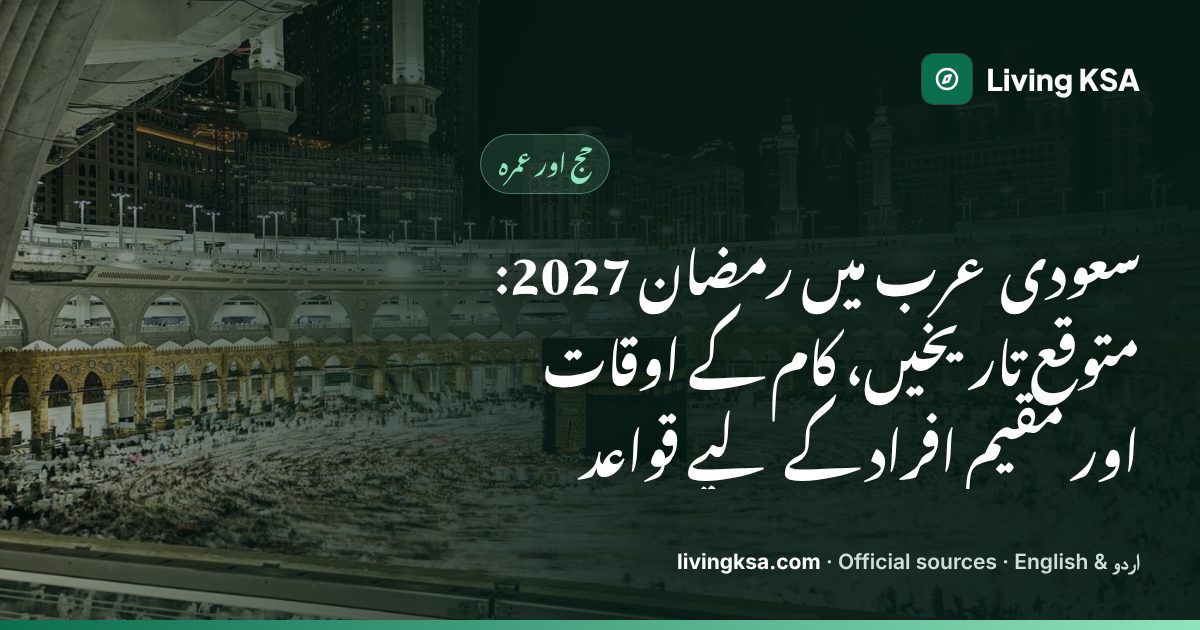 Living KSA
حج اور عمرہ
سعودی عرب میں رمضان 2027:
متوقع تاریخیں، کام کے اوقات
اور مقیم افراد کے لیے قواعد
livingksa.com · Official sources · English & اردو